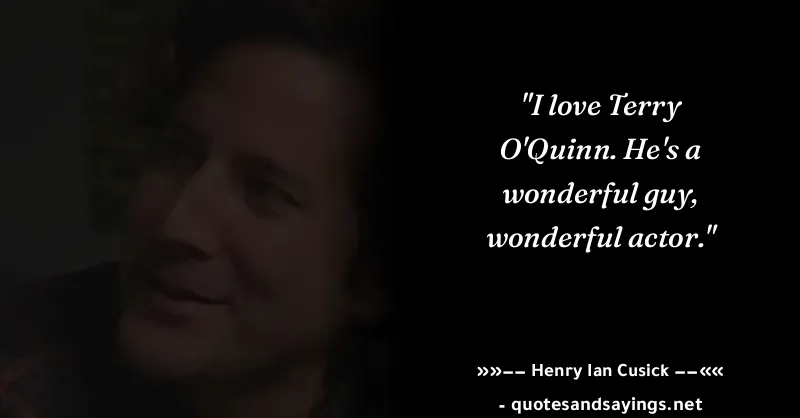 "I love Terry
O'Quinn. He's a
wonderful guy,
wonderful actor."
»»−− Henry Ian Cusick −−««
- quotesandsayings.net